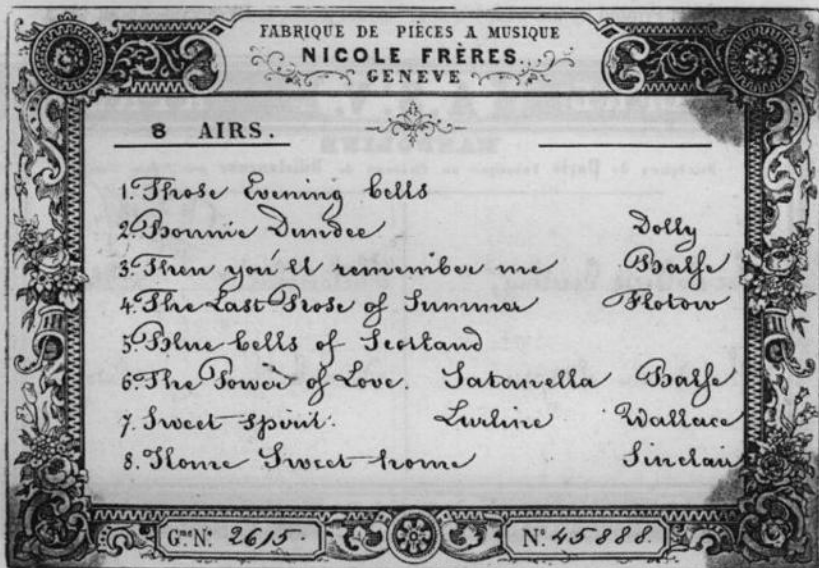 FABRIQUE DE PIÈCES A MUSIQUE
NICOLE FRÈRES.
GENEVE
8 AIRS.
1. Those Evening bells
2. Bonnie Dundee Dolly
3. Then you'll remember me Balfe
4. The Last Rose of Summer Flotow
5. Blue bells of Scotland
6. The Power of Love. Satanella Balfe
7. Sweet spirit. Lurline Wallace
8. Home Sweet home Sinclair
Gme No. 2615.
No. 45888.